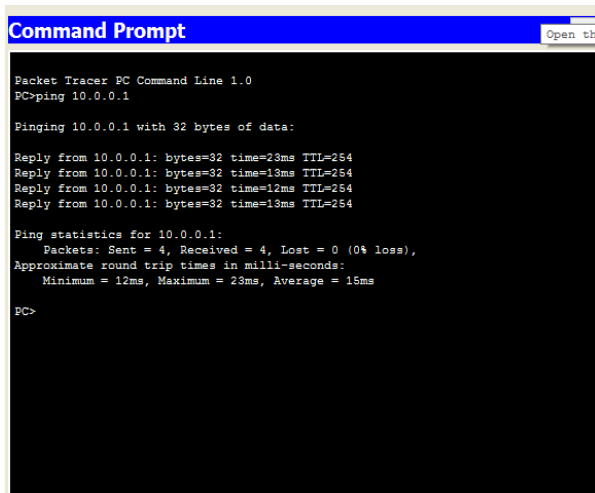 Command Prompt
Open th
Packet Tracer PC Command Line 1.0
PC>ping 10.0.0.1
Pinging 10.0.0.1 with 32 bytes of data:
Reply from 10.0.0.1: bytes=32 time=23ms TTL=254
Reply from 10.0.0.1: bytes=32 time=13ms TTL=254
Reply from 10.0.0.1: bytes=32 time=12ms TTL=254
Reply from 10.0.0.1: bytes=32 time=13ms TTL=254
Ping statistics for 10.0.0.1:
Packets: Sent = 4, Received = 4, Lost = 0 (0% loss),
Approximate round trip times in milli-seconds:
Minimum = 12ms, Maximum = 23ms, Average = 15ms
PC>